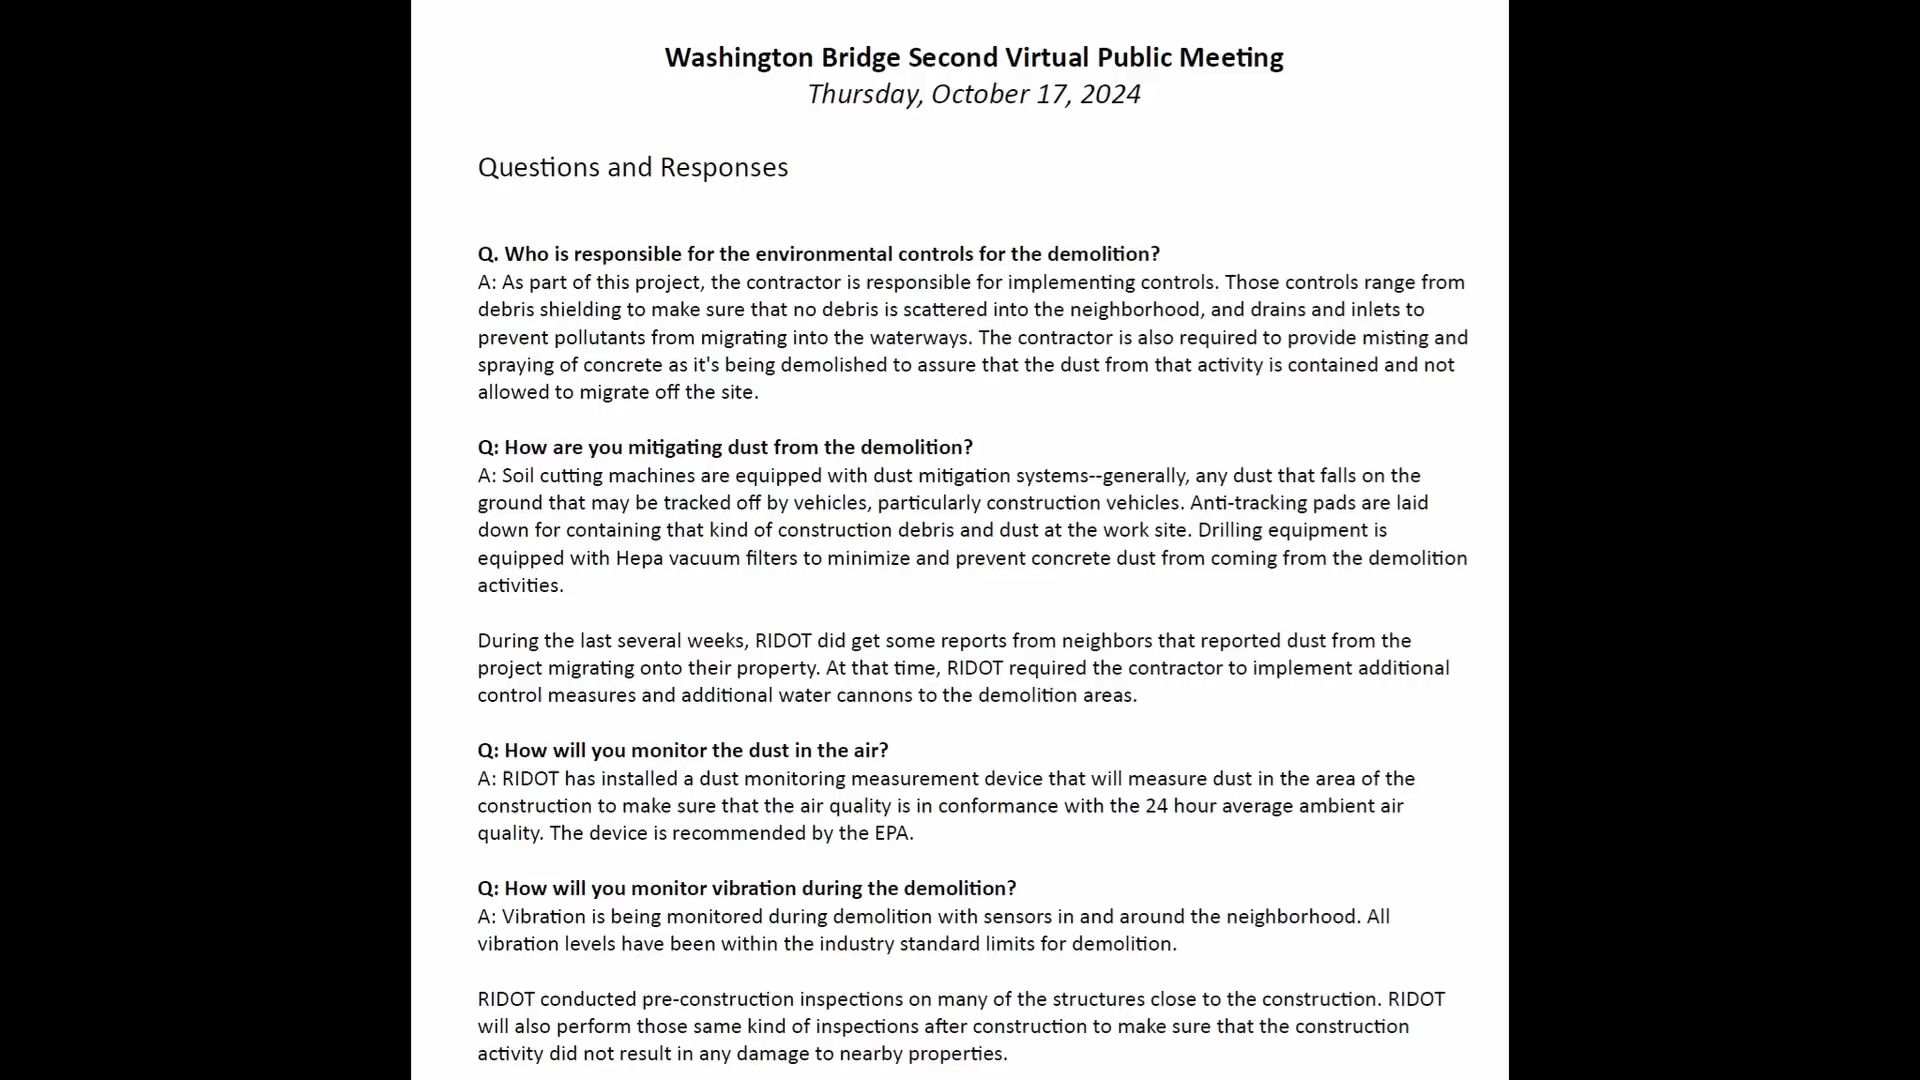 Washington Bridge Second Virtual Public Meeting
Thursday, October 17, 2024
Questions and Responses
Q. Who is responsible for the environmental controls for the demolition?
A: As part of this project, the contractor is responsible for implementing controls. Those controls range from
debris shielding to make sure that no debris is scattered into the neighborhood, and drains and inlets to
prevent pollutants from migrating into the waterways. The contractor is also required to provide misting and
spraying of concrete as it's being demolished to assure that the dust from that activity is contained and not
allowed to migrate off the site.
Q: How are you mitigating dust from the demolition?
A: Soil cutting machines are equipped with dust mitigation systems--generally, any dust that falls on the
ground that may be tracked off by vehicles, particularly construction vehicles. Anti-tracking pads are laid
down for containing that kind of construction debris and dust at the work site. Drilling equipment is
equipped with Hepa vacuum filters to minimize and prevent concrete dust from coming from the demolition
activities.
During the last several weeks, RIDOT did get some reports from neighbors that reported dust from the
project migrating onto their property. At that time, RIDOT required the contractor to implement additional
control measures and additional water cannons to the demolition areas.
Q: How will you monitor the dust in the air?
A: RIDOT has installed a dust monitoring measurement device that will measure dust in the area of the
construction to make sure that the air quality is in conformance with the 24 hour average ambient air
quality. The device is recommended by the EPA.
Q: How will you monitor vibration during the demolition?
A: Vibration is being monitored during demolition with sensors in and around the neighborhood. All
vibration levels have been within the industry standard limits for demolition.
RIDOT conducted pre-construction inspections on many of the structures close to the construction. RIDOT
will also perform those same kind of inspections after construction to make sure that the construction
activity did not result in any damage to nearby properties.